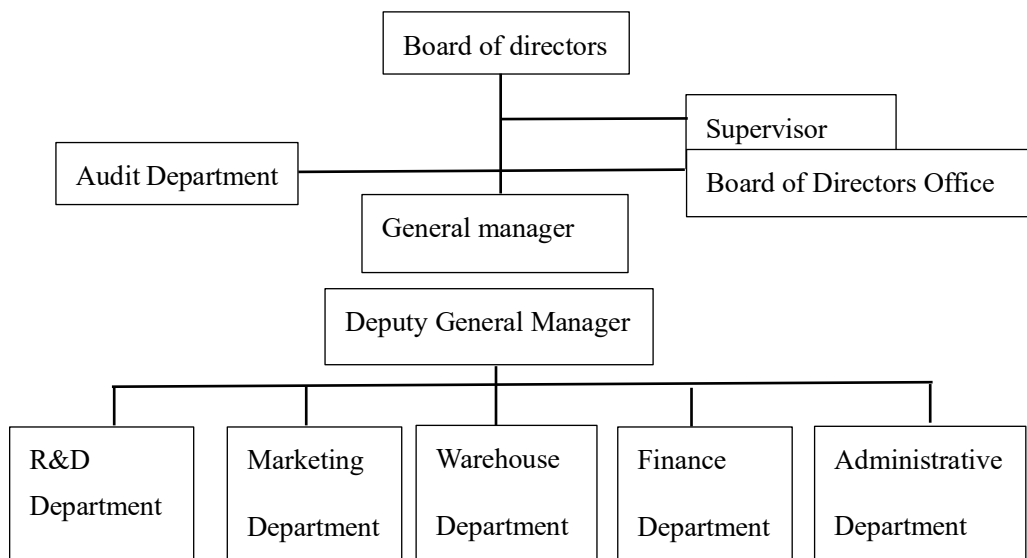 Board of directors
Supervisor
Audit Department
Board of Directors Office
General manager
Deputy General Manager
R&D
Department
Marketing
Department
Warehouse
Department
Finance
Department
Administrative
Department